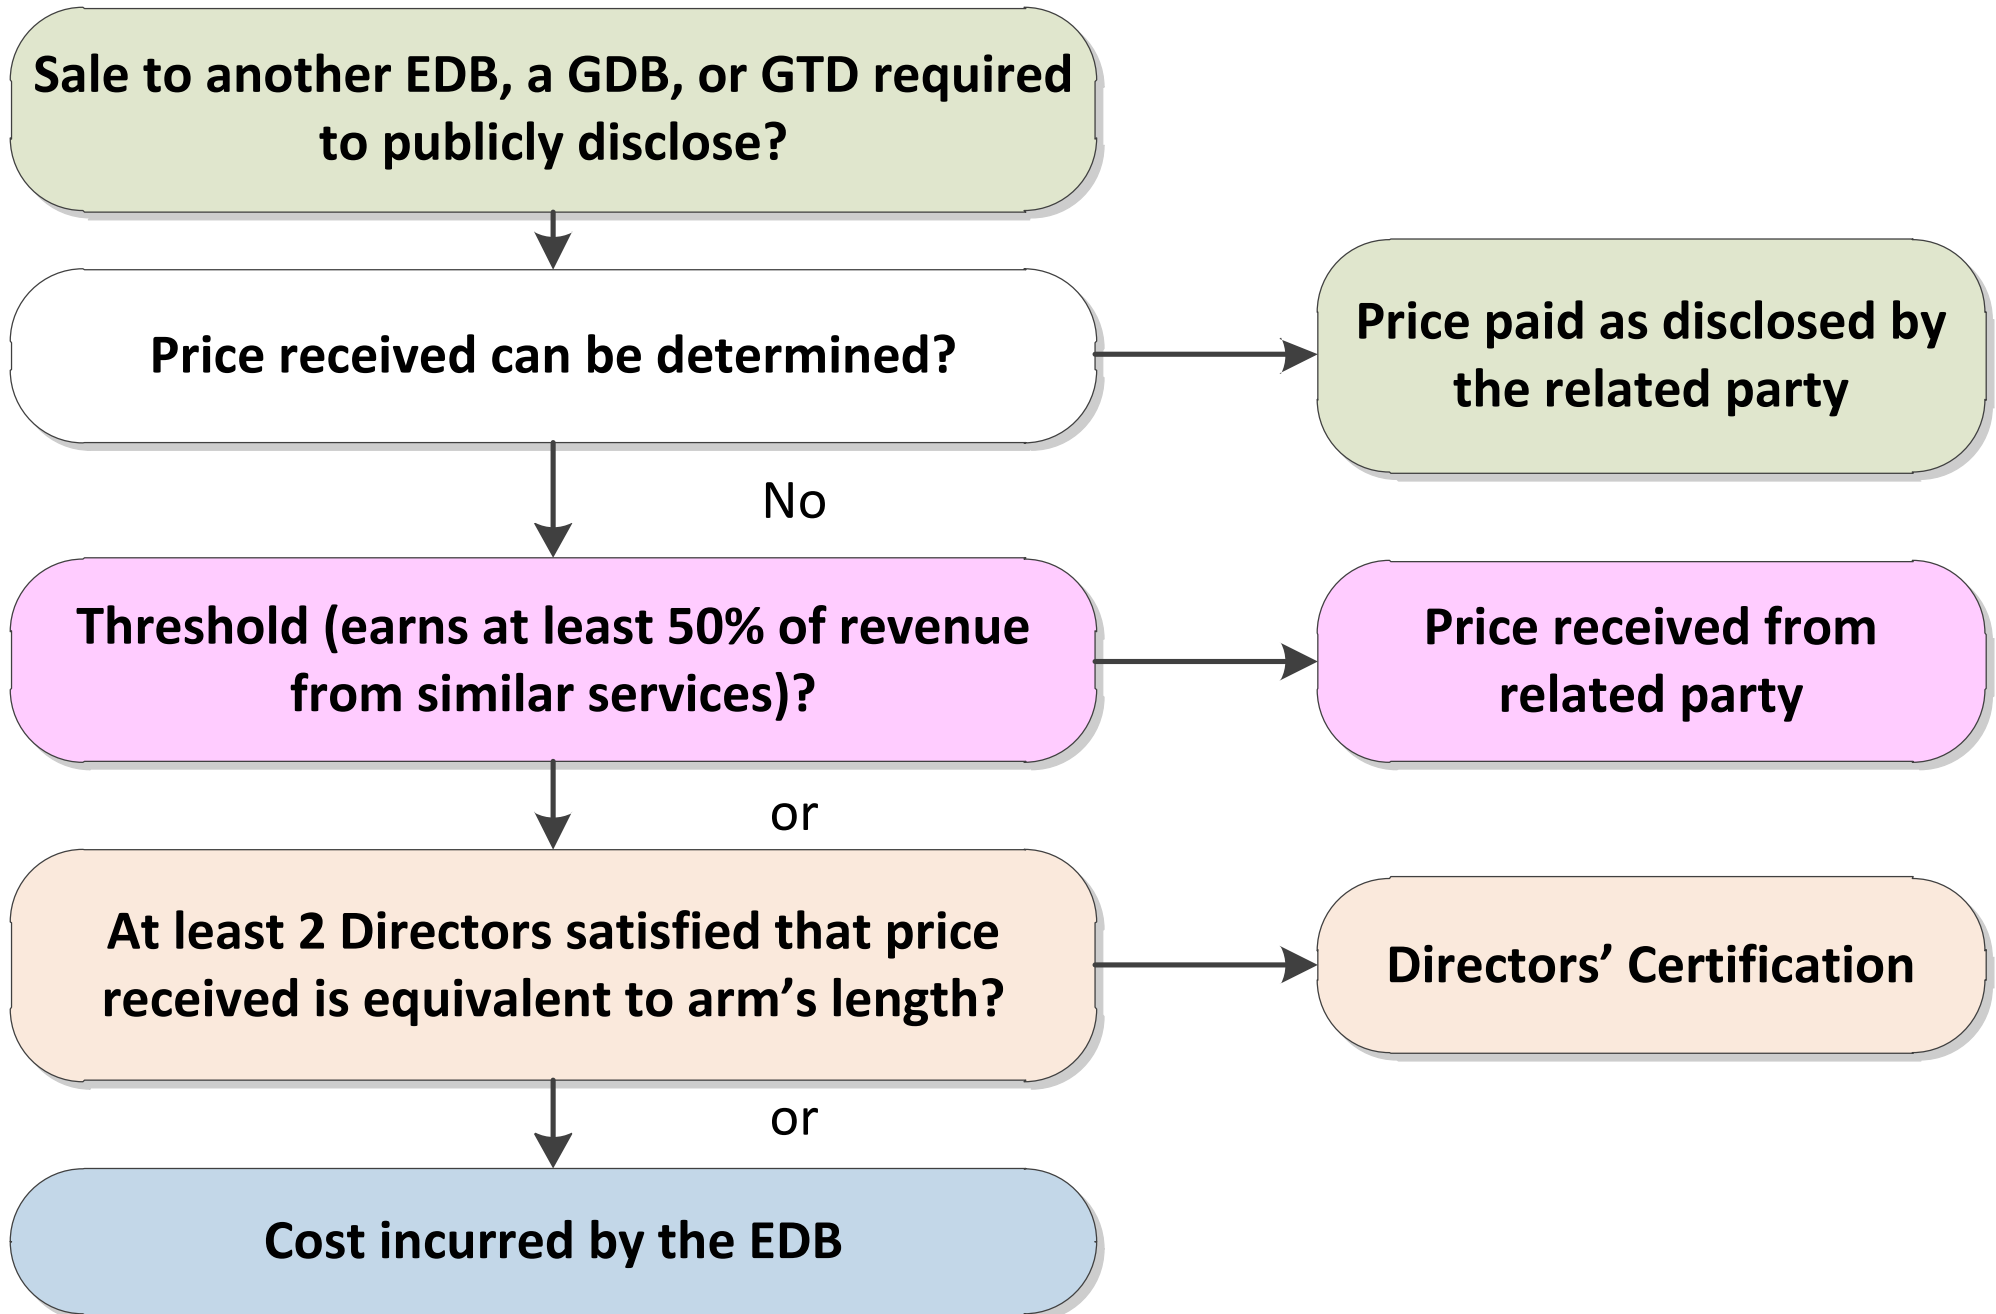 Sale to another EDB, a GDB, or GTD required
to publicly disclose?
Price received can be determined?
Price paid as disclosed by
the related party
No
Threshold (earns at least 50% of revenue
from similar services)?
Price received from
related party
or
At least 2 Directors satisfied that price
received is equivalent to arm’s length?
Directors’ Certification
or
Cost incurred by the EDB